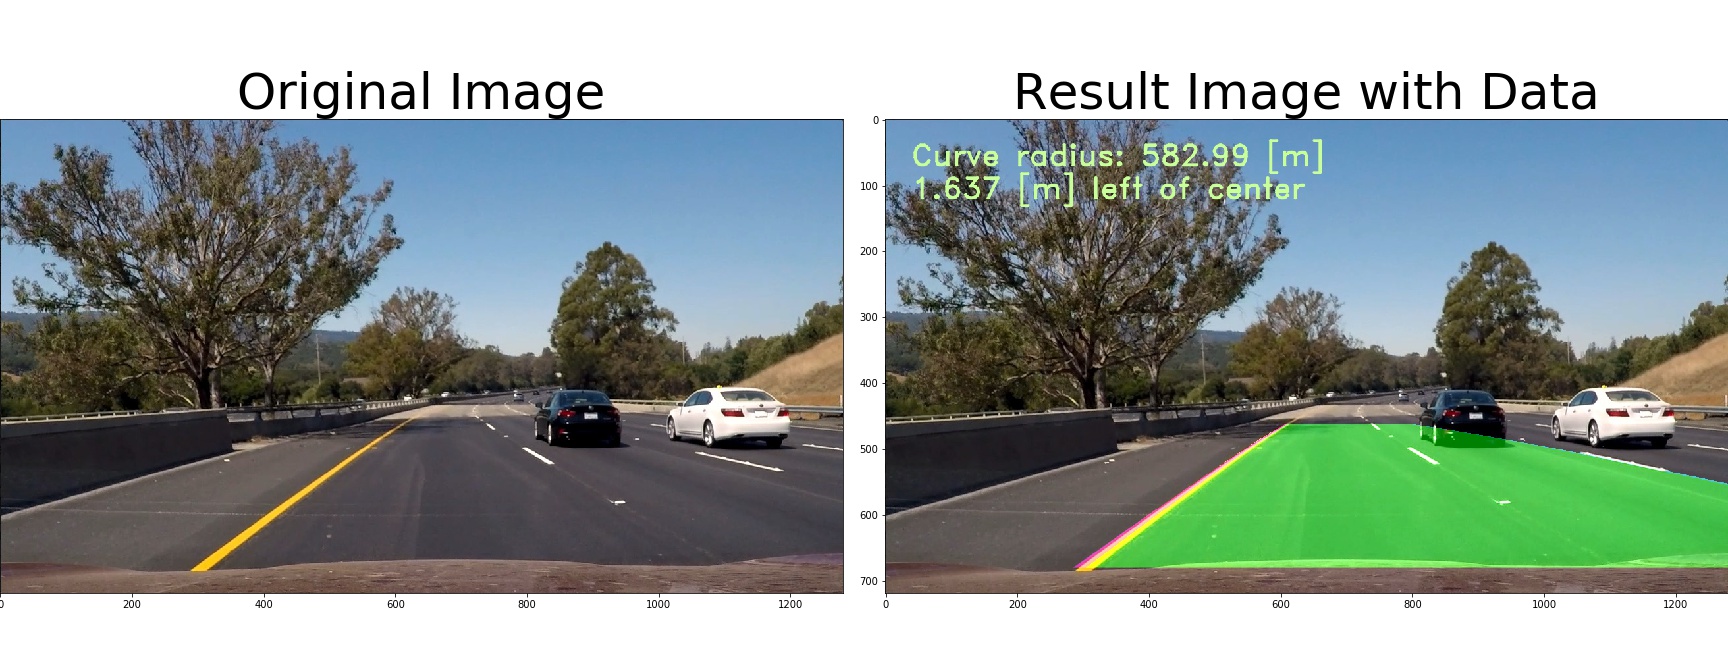 Original Image
Result Image with Data
Curve radius: 582.99 [m]
1.637 [m] left of center
0
100
200
300
400
500
600
700
0 200 400 600 800 1000 1200
0 200 400 600 800 1000 1200